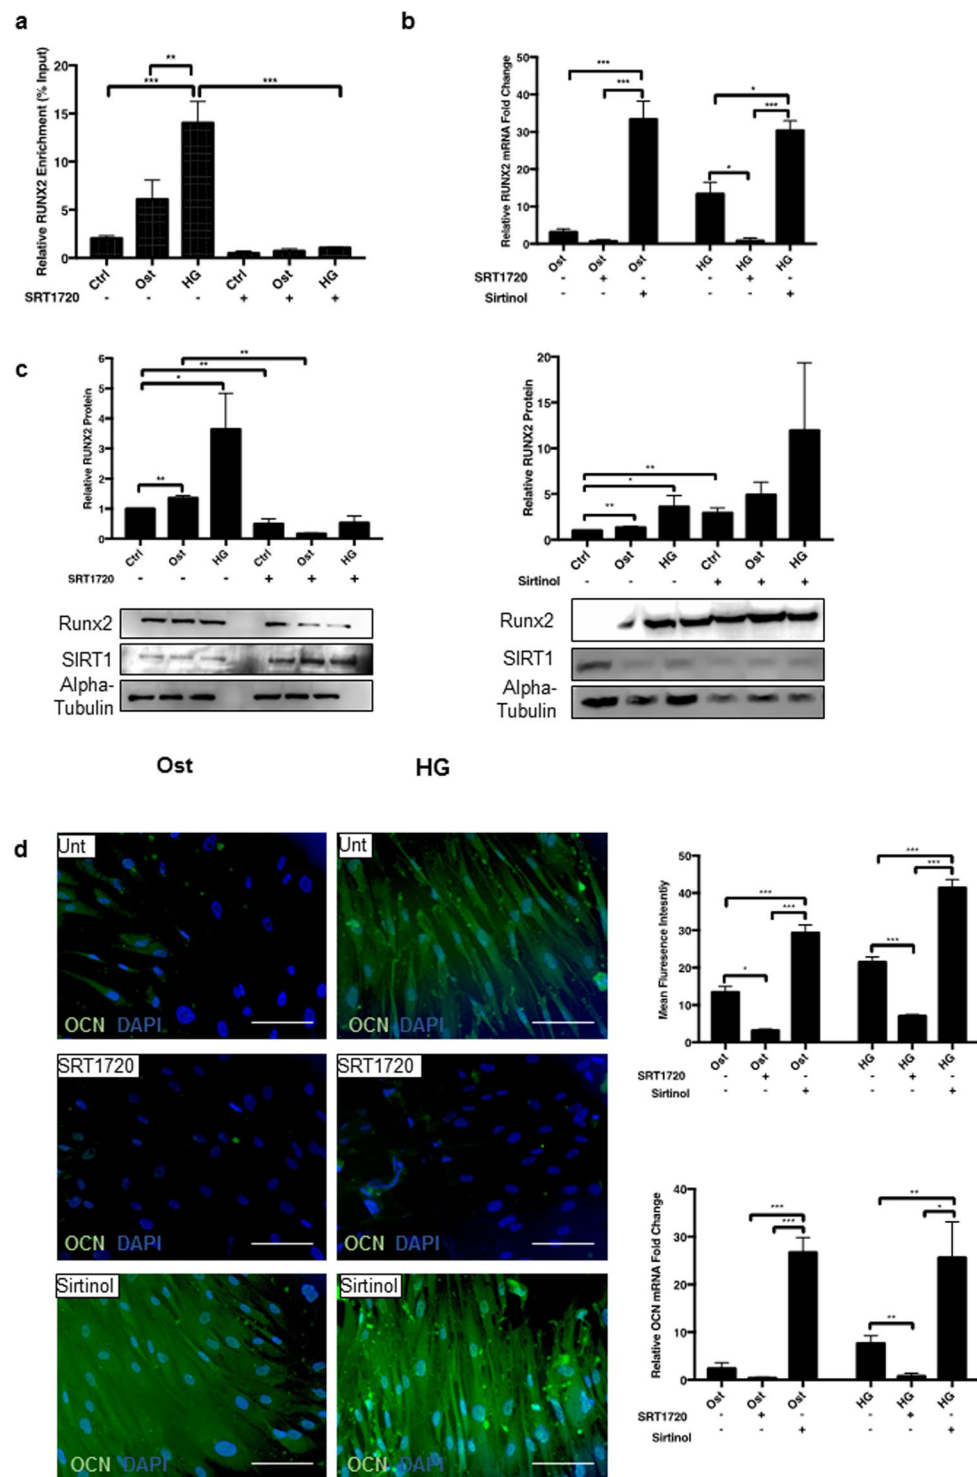 a
b
Relative RUNX2 Enrichment (% Input)
20
15
10
5
0
** 
*** ***
Ctrl Ost HG Ctrl Ost HG
SRT1720 - - - + + +
Relative RUNX2 mRNA Fold Change
50
40
30
20
10
0
*** * 
*** ***
*
Ost Ost Ost HG HG HG
SRT1720 - + - - + -
Sirtinol - - + - - +
c
Relative RUNX2 Protein
6
5
4
3
2
1
0
**
**
*
**
Ctrl Ost HG Ctrl Ost HG
SRT1720 - - - + + +
Runx2
SIRT1
Alpha-
Tubulin
Relative RUNX2 Protein
20
15
10
5
0
**
*
**
Ctrl Ost HG Ctrl Ost HG
Sirtinol - - - + + +
Runx2
SIRT1
Alpha-
Tubulin
Ost HG
d
Unt
OCN DAPI
Unt
OCN DAPI
SRT1720
OCN DAPI
SRT1720
OCN DAPI
Sirtinol
OCN DAPI
Sirtinol
OCN DAPI
Mean Fluresence Intesntiy
50
40
30
20
10
0
*** ***
*** ***
* ***
Ost Ost Ost HG HG HG
SRT1720 - + - - + -
Sirtinol - - + - - +
Relative OCN mRNA Fold Change
40
30
20
10
0
*** **
*** *
**
Ost Ost Ost HG HG HG
SRT1720 - + - - + -
Sirtinol - - + - - +